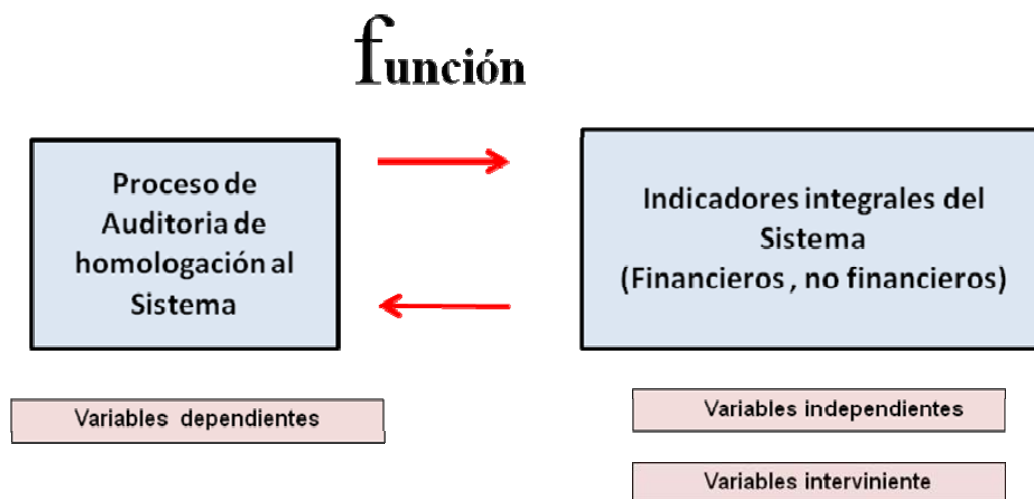 función
Proceso de
Auditoria de
homologación al
Sistema
Indicadores integrales del
Sistema
(Financieros , no financieros)
Variables dependientes
Variables independientes
Variables interviniente